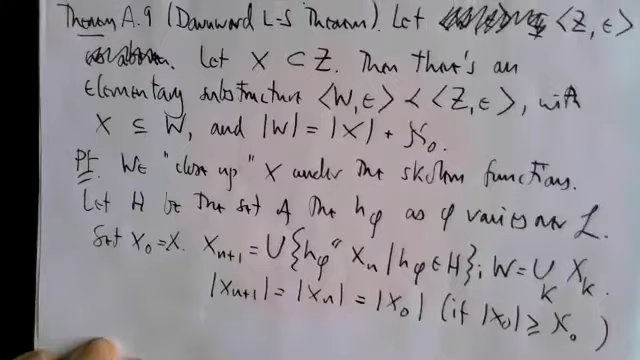 Theorem A.9 (Downward L-S Theorem). Let ⟨Z, ∈⟩
Let X ⊂ Z. Then there's an
elementary substructure ⟨W, ∈⟩ ≺ ⟨Z, ∈⟩, with
X ⊆ W, and |W| = |X| + ℵ₀.
Pf. We "close up" X under the skolem functions.
Let H be the set of the hφ as φ varies over L.
Set X₀ = X. Xₙ₊₁ = ∪{hφ“Xₙ | hφ ∈ H}; W = ∪ₖ Xₖ.
|Xₙ₊₁| = |Xₙ| = |X₀| (if |X₀| ≥ ℵ₀)